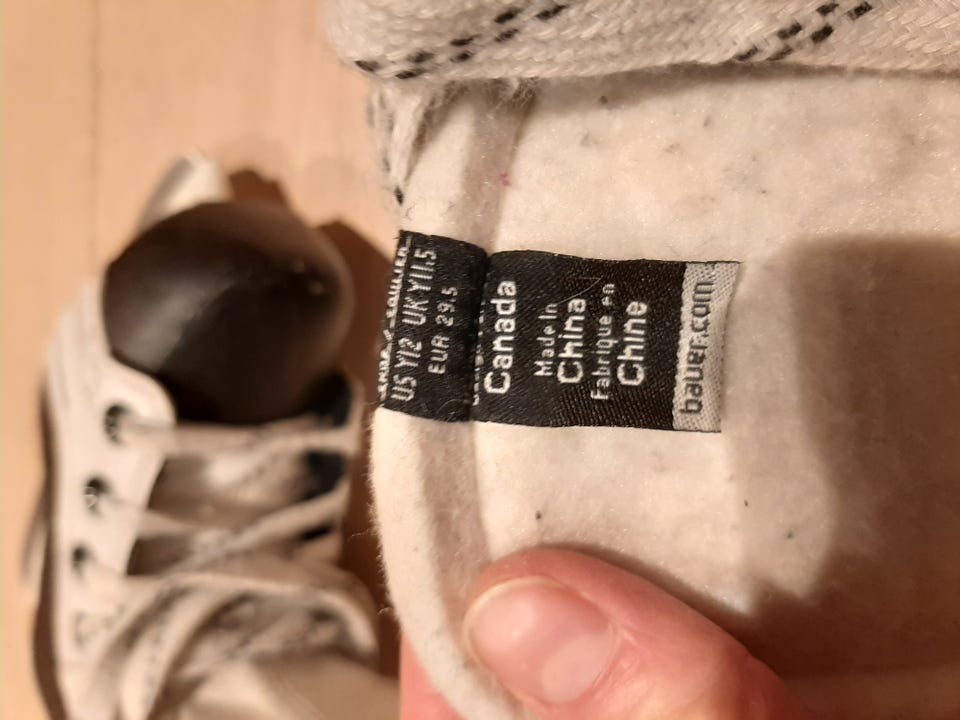 US Y12 UK Y11.5
EUR 29.5
Canada
Made In
China
Fabriqué en
Chine
bauer.com